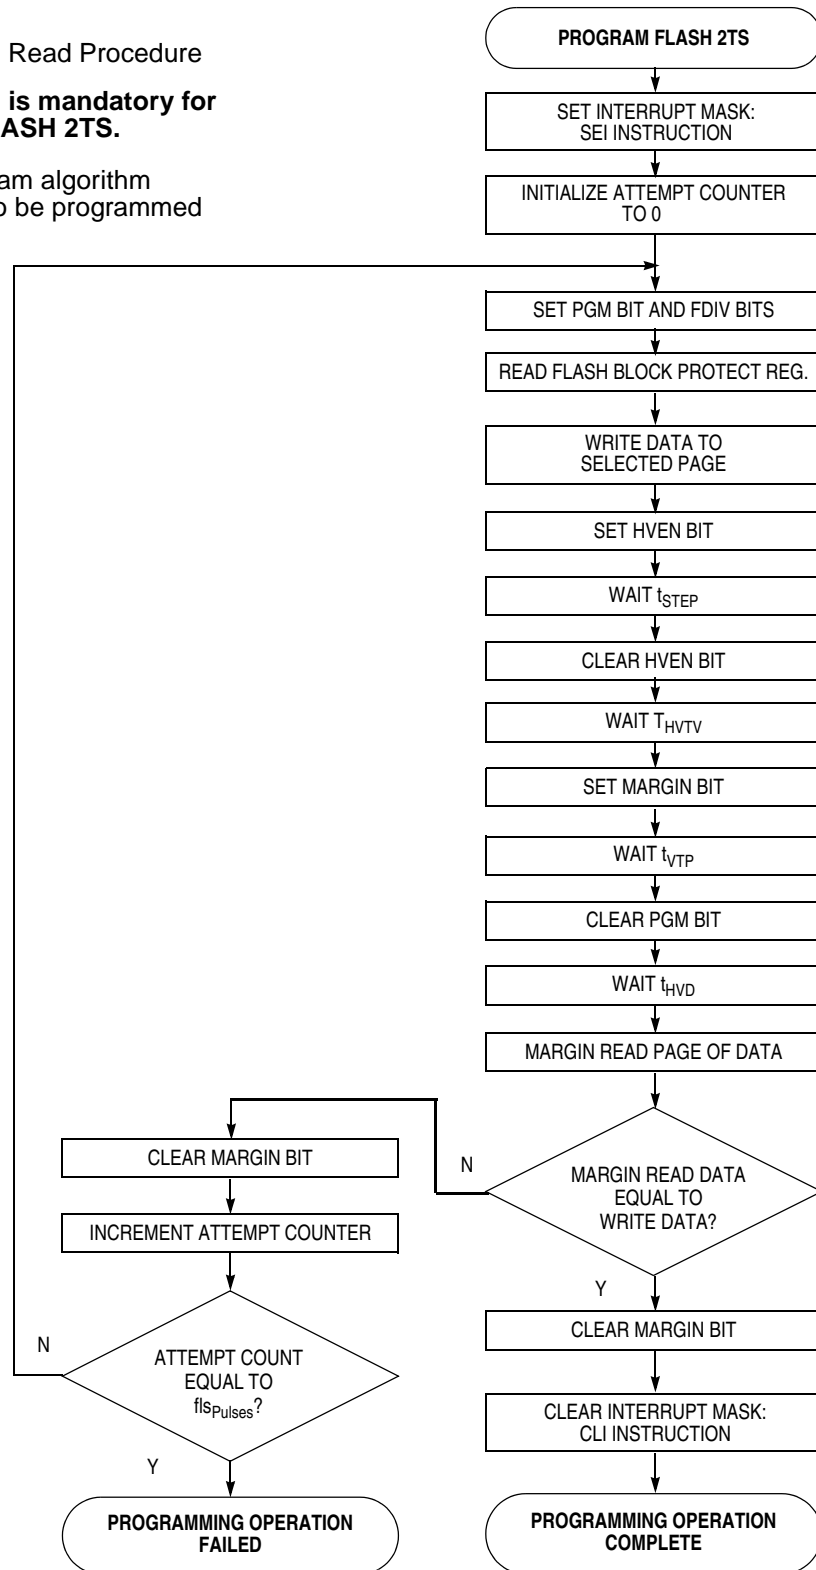 Read Procedure
is mandatory for
ASH 2TS.
am algorithm
o be programmed
PROGRAM FLASH 2TS
SET INTERRUPT MASK:
SEI INSTRUCTION
INITIALIZE ATTEMPT COUNTER
TO 0
SET PGM BIT AND FDIV BITS
READ FLASH BLOCK PROTECT REG.
WRITE DATA TO
SELECTED PAGE
SET HVEN BIT
WAIT tSTEP
CLEAR HVEN BIT
WAIT THVTV
SET MARGIN BIT
WAIT tVTP
CLEAR PGM BIT
WAIT tHVD
MARGIN READ PAGE OF DATA
MARGIN READ DATA
EQUAL TO
WRITE DATA?
N
Y
CLEAR MARGIN BIT
INCREMENT ATTEMPT COUNTER
ATTEMPT COUNT
EQUAL TO
flsPulses?
N
Y
PROGRAMMING OPERATION
FAILED
CLEAR MARGIN BIT
CLEAR INTERRUPT MASK:
CLI INSTRUCTION
PROGRAMMING OPERATION
COMPLETE